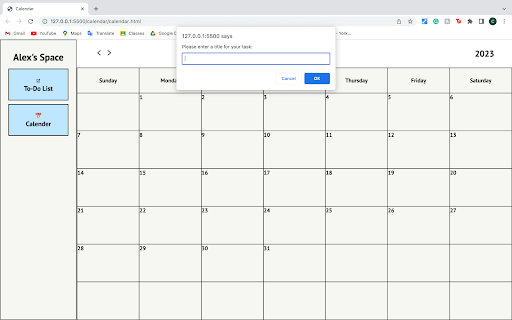 Calendar
127.0.0.1:5500/calendar/calendar.html
Gmail YouTube Maps Translate Classes Google
127.0.0.1:5500 says
Please enter a title for your task:
Cancel OK
Alex's Space
To-Do List
Calender
2023
Sunday Thursday Friday Saturday
1 2 3 4 5 6
7 8 9 10 11 12 13
14 15 16 17 18 19 20
21 22 23 24 25 26 27
28 29 30 31